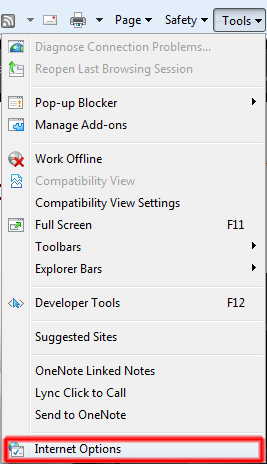 Page Safety Tools
Diagnose Connection Problems...
Reopen Last Browsing Session
Pop-up Blocker
Manage Add-ons
Work Offline
Compatibility View
Compatibility View Settings
Full Screen F11
Toolbars
Explorer Bars
Developer Tools F12
Suggested Sites
OneNote Linked Notes
Lync Click to Call
Send to OneNote
Internet Options